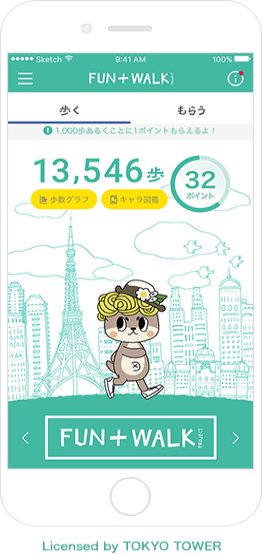 Sketch 9:41 AM 100%
FUN+WALK PROJECT
歩く もらう
1,000歩あるくごとに1ポイントもらえるよ！
13,546歩
32
ポイント
歩数グラフ キャラ図鑑
FUN+WALK PROJECT
Licensed by TOKYO TOWER